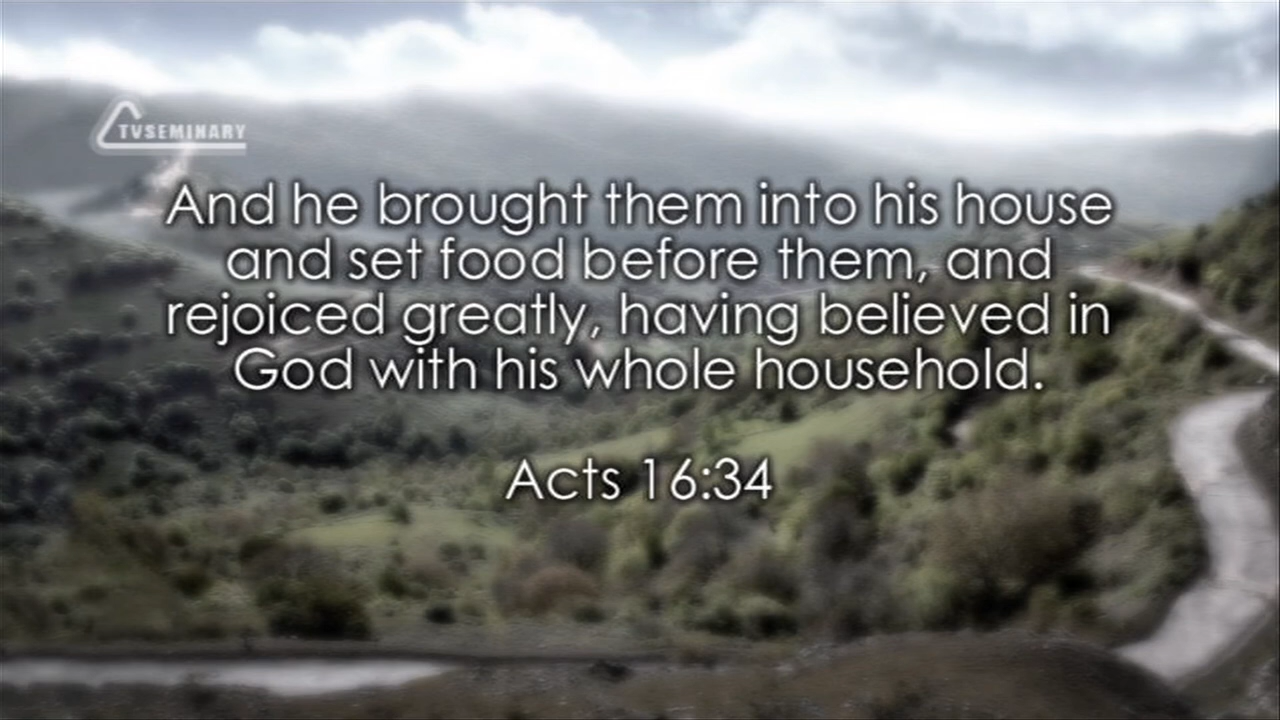 TVSEMINARY
And he brought them into his house
and set food before them, and
rejoiced greatly, having believed in
God with his whole household.
Acts 16:34